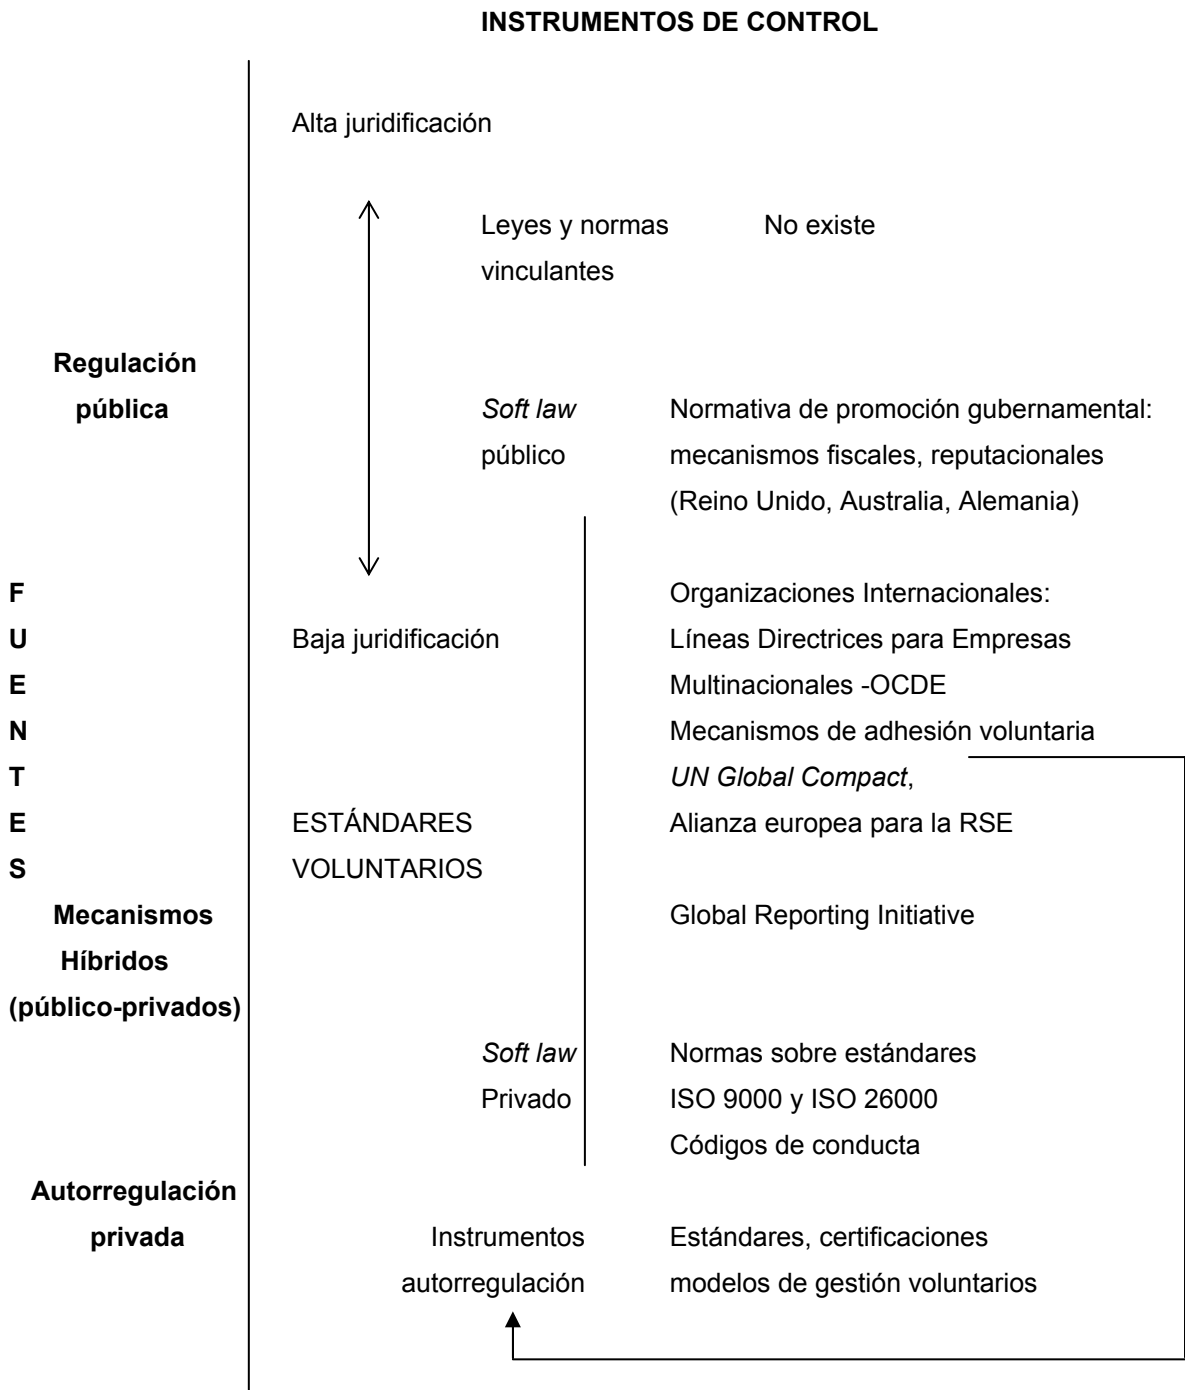 INSTRUMENTOS DE CONTROL
Alta juridificación
Leyes y normas No existe
vinculantes
Regulación
pública Soft law Normativa de promoción gubernamental:
público mecanismos fiscales, reputacionales
(Reino Unido, Australia, Alemania)
F Organizaciones Internacionales:
U Baja juridificación Líneas Directrices para Empresas
E Multinacionales -OCDE
N Mecanismos de adhesión voluntaria
T UN Global Compact,
E ESTÁNDARES Alianza europea para la RSE
S VOLUNTARIOS
Mecanismos Global Reporting Initiative
Híbridos
(público-privados)
Soft law Normas sobre estándares
Privado ISO 9000 y ISO 26000
Códigos de conducta
Autorregulación
privada Instrumentos Estándares, certificaciones
autorregulación modelos de gestión voluntarios